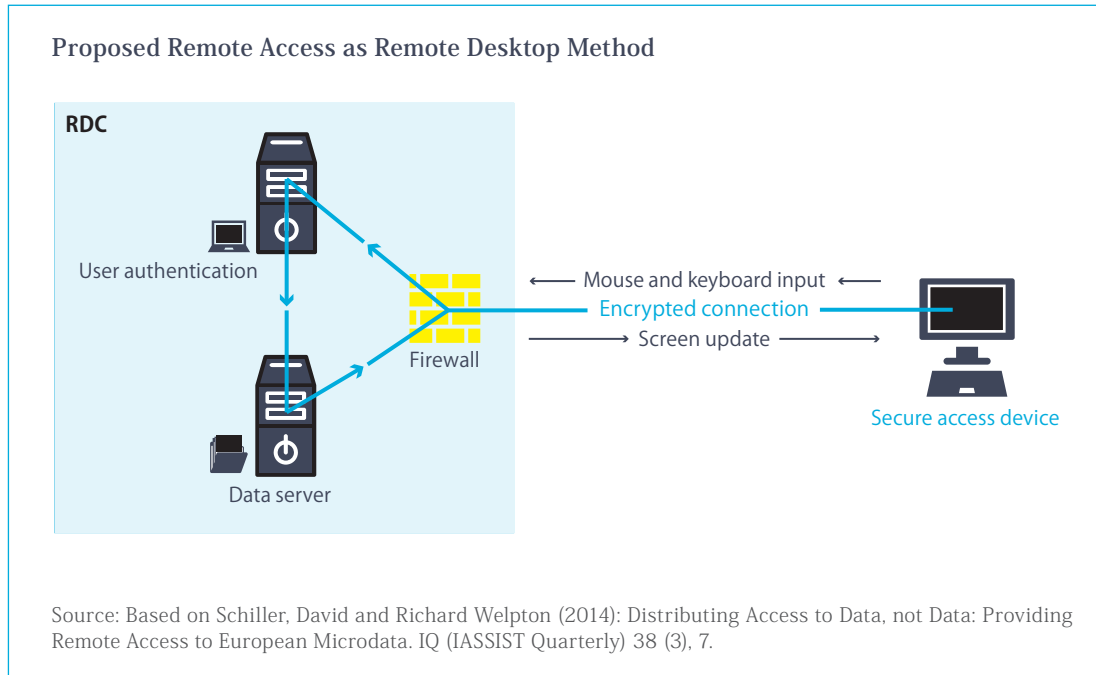 Proposed Remote Access as Remote Desktop Method
RDC
User authentication
Mouse and keyboard input
Encrypted connection
Firewall
Screen update
Secure access device
Data server
Source: Based on Schiller, David and Richard Welpton (2014): Distributing Access to Data, not Data: Providing
Remote Access to European Microdata. IQ (IASSIST Quarterly) 38 (3), 7.